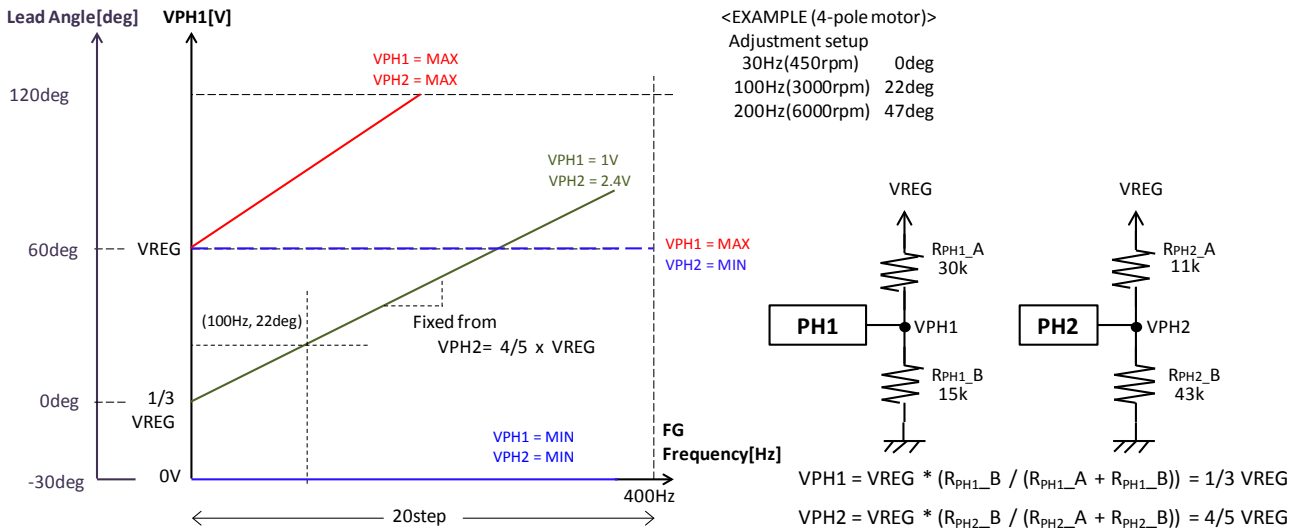 Lead Angle[deg]
VPH1[V]
120deg
60deg
0deg
-30deg
VREG
1/3
VREG
0V
VPH1 = MAX
VPH2 = MAX
VPH1 = 1V
VPH2 = 2.4V
VPH1 = MAX
VPH2 = MIN
(100Hz, 22deg)
Fixed from
VPH2= 4/5 x VREG
VPH1 = MIN
VPH2 = MIN
FG
Frequency[Hz]
400Hz
20step
<EXAMPLE (4-pole motor)>
Adjustment setup
30Hz(450rpm) 0deg
100Hz(3000rpm) 22deg
200Hz(6000rpm) 47deg
VREG
RPH1_A
30k
PH1
VPH1
RPH1_B
15k
VREG
RPH2_A
11k
PH2
VPH2
RPH2_B
43k
VPH1 = VREG * (RPH1_B / (RPH1_A + RPH1_B)) = 1/3 VREG
VPH2 = VREG * (RPH2_B / (RPH2_A + RPH2_B)) = 4/5 VREG